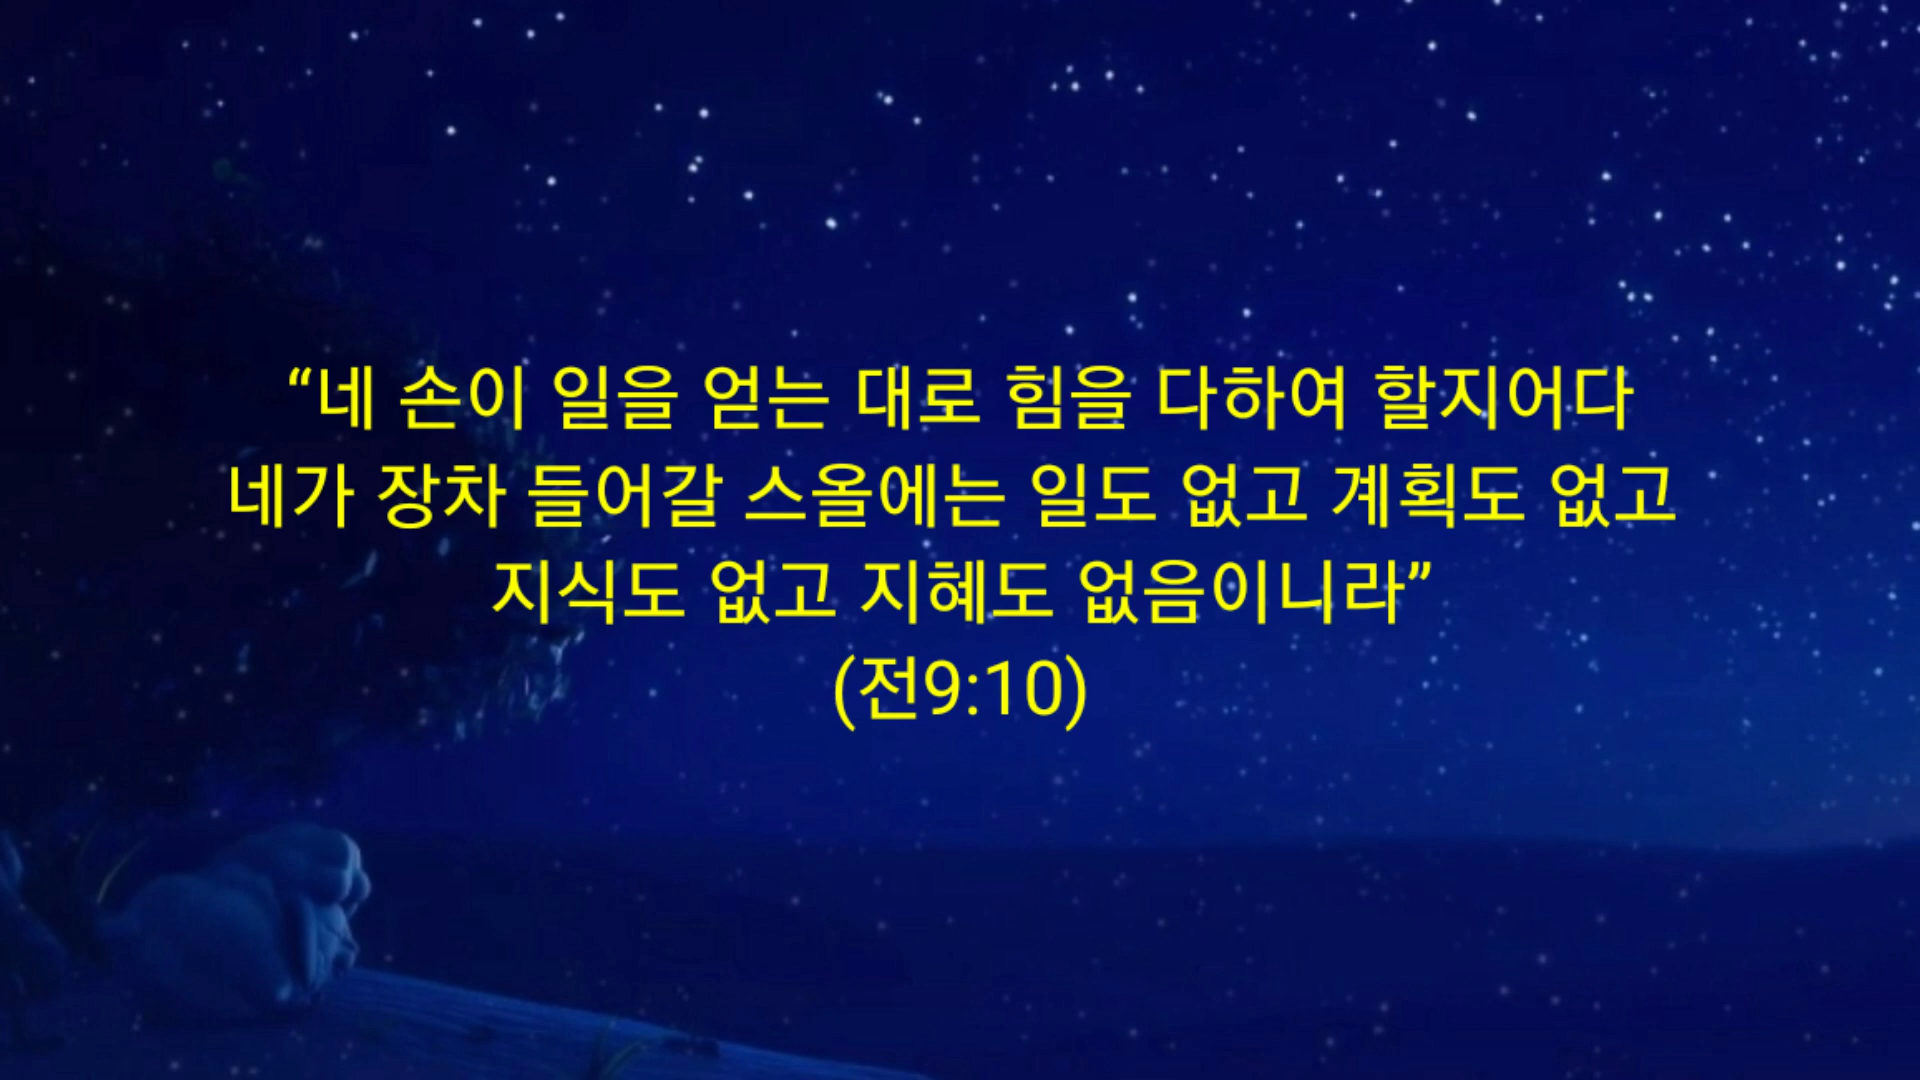 “네 손이 일을 얻는 대로 힘을 다하여 할지어다
네가 장차 들어갈 스올에는 일도 없고 계획도 없고
지식도 없고 지혜도 없음이니라”
(전9:10)